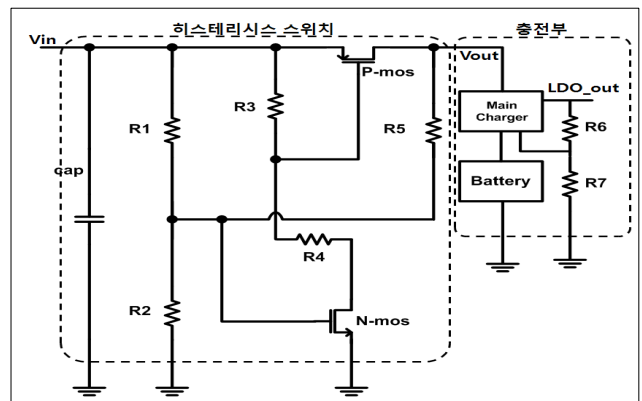 히스테리시스 스위치
충전부
Vin
P-mos
Vout
LDO_out
R3
Main
Charger
R1
R5
R6
cap
Battery
R7
R4
R2
N-mos